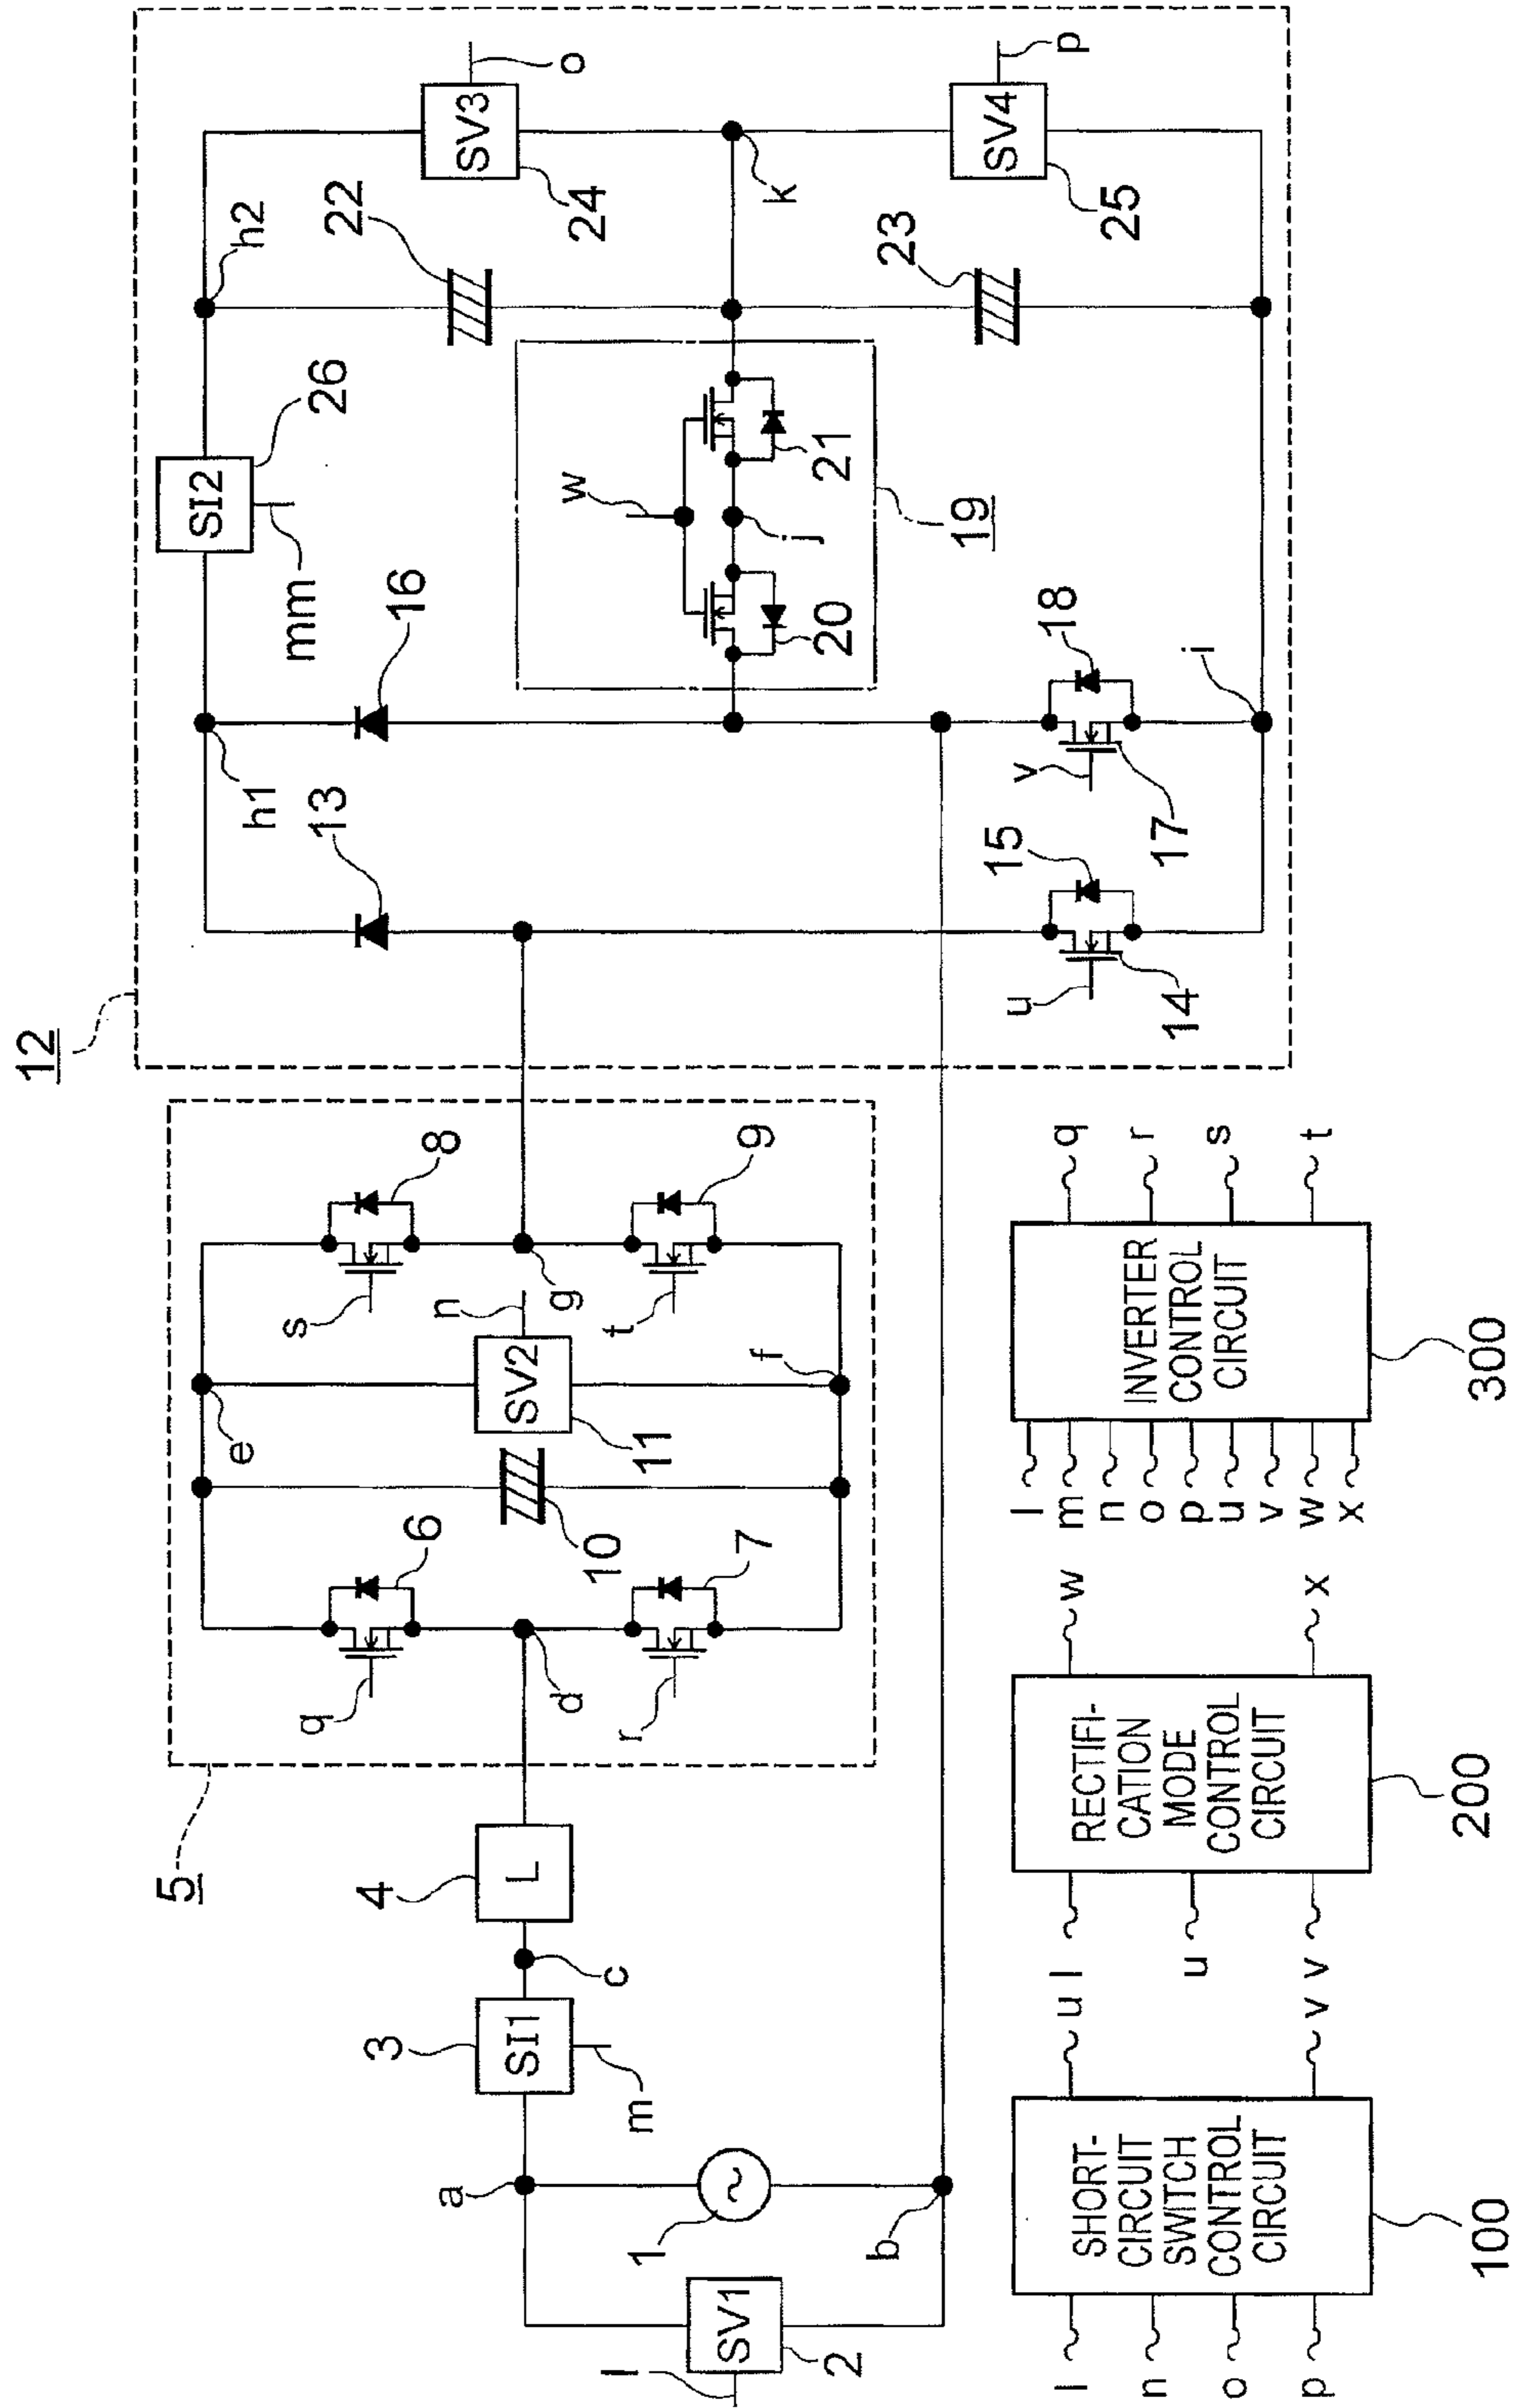 12
5
SV1
2
l
1
a
b
SI1
3
m
c
L
4
d
q
6
r
7
10
SV2
11
n
e
f
s
8
t
9
g
h1
13
16
u
14
15
v
17
18
i
SI2
26
mm
h2
w
j
20
21
19
22
23
SV3
24
o
k
SV4
25
p
SHORT-
CIRCUIT
SWITCH
CONTROL
CIRCUIT
100
l
n
o
p
u
v
RECTIFI-
CATION
MODE
CONTROL
CIRCUIT
200
l
u
v
w
x
INVERTER
CONTROL
CIRCUIT
300
l
m
n
o
p
u
v
w
x
q
r
s
t